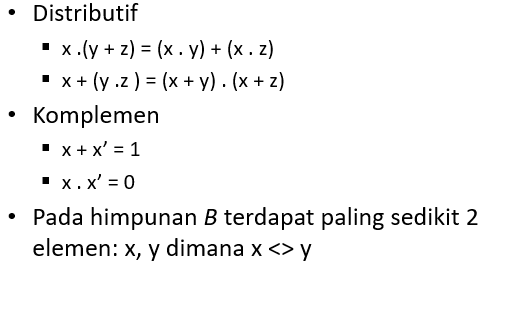 • Distributif
▪ x .(y + z) = (x . y) + (x . z)
▪ x + (y .z ) = (x + y) . (x + z)
• Komplemen
▪ x + x’ = 1
▪ x . x’ = 0
• Pada himpunan B terdapat paling sedikit 2
elemen: x, y dimana x <> y